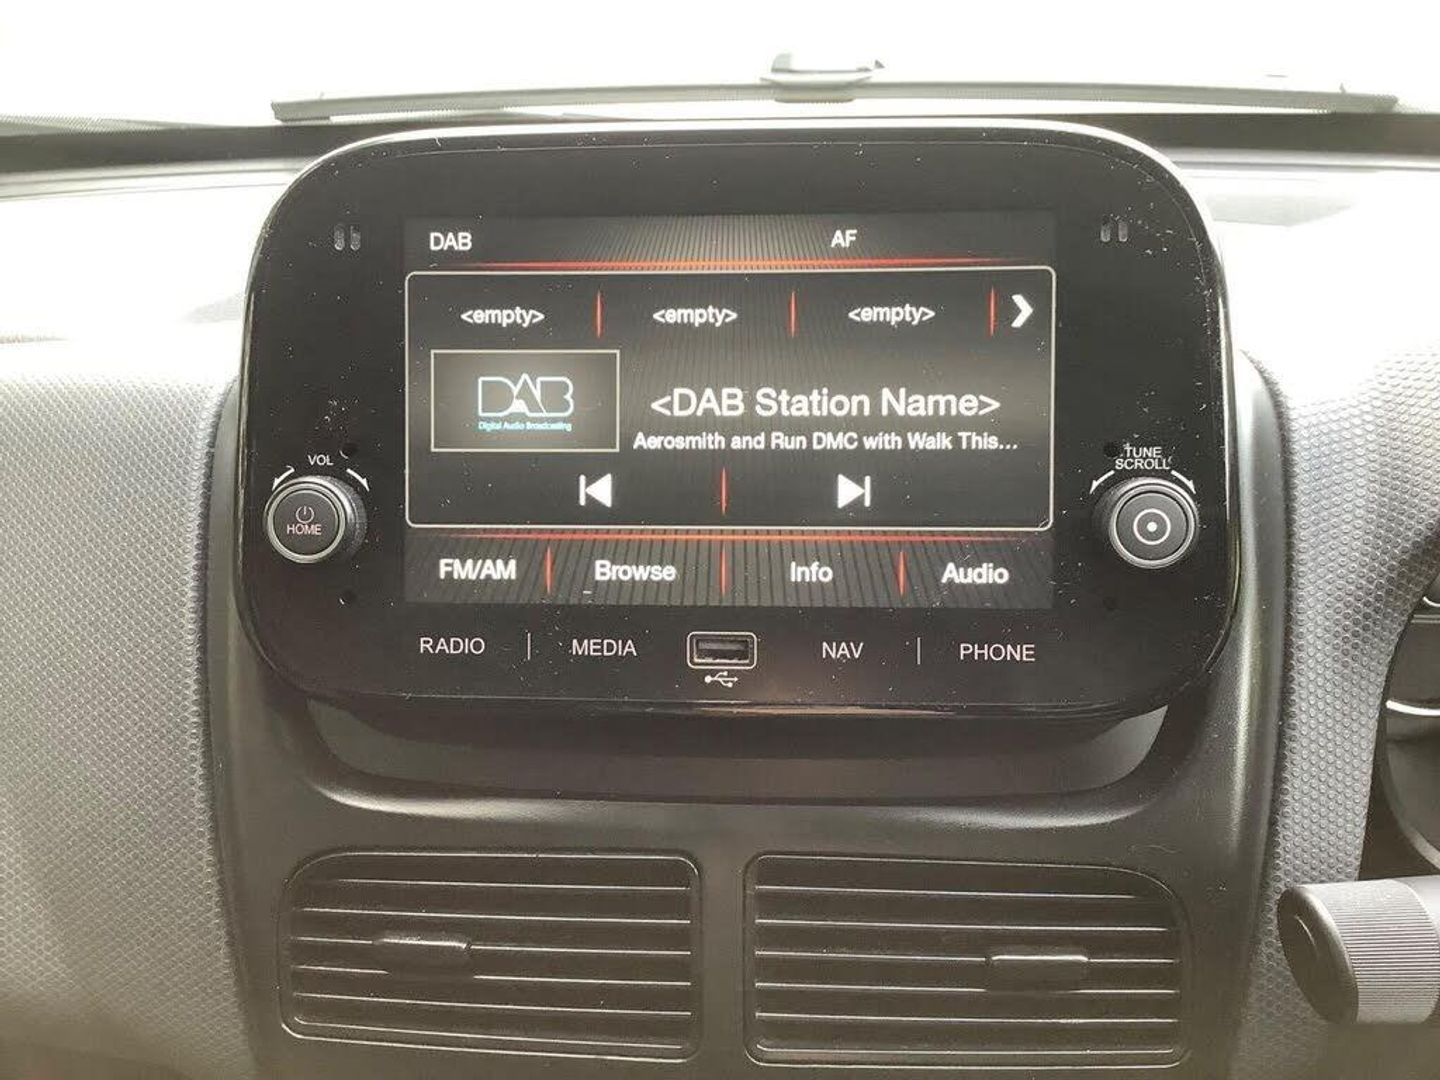 DAB AF
<empty> <empty> <empty>
DAB
Digital Audio Broadcasting
<DAB Station Name>
Aerosmith and Run DMC with Walk This...
VOL
HOME
TUNE
SCROLL
FM/AM Browse Info Audio
RADIO | MEDIA NAV | PHONE